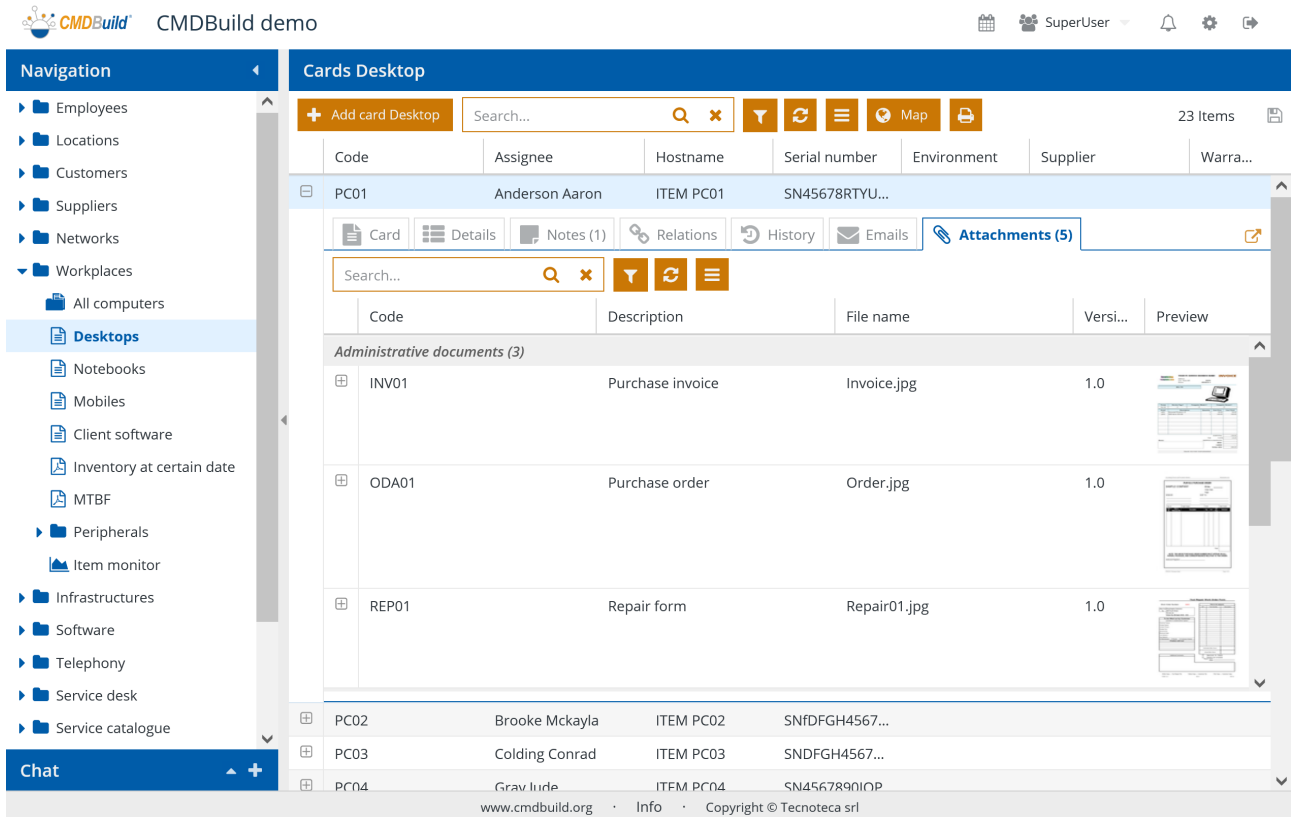 CMDBuild CMDBuild demo SuperUser
Navigation
Employees
Locations
Customers
Suppliers
Networks
Workplaces
All computers
Desktops
Notebooks
Mobiles
Client software
Inventory at certain date
MTBF
Peripherals
Item monitor
Infrastructures
Software
Telephony
Service desk
Service catalogue
Chat
Cards Desktop
Add card Desktop Search... Map 23 Items
Code Assignee Hostname Serial number Environment Supplier Warra...
PC01 Anderson Aaron ITEM PC01 SN45678RTYU...
Card Details Notes (1) Relations History Emails Attachments (5)
Search...
Code Description File name Versi... Preview
Administrative documents (3)
INV01 Purchase invoice Invoice.jpg 1.0
ODA01 Purchase order Order.jpg 1.0
REP01 Repair form Repair01.jpg 1.0
PC02 Brooke Mckayla ITEM PC02 SNfDFGH4567...
PC03 Colding Conrad ITEM PC03 SNDFGH4567...
PC04 Gray Jude ITEM PC04 SN4567890IOP
www.cmdbuild.org · Info · Copyright © Tecnoteca srl